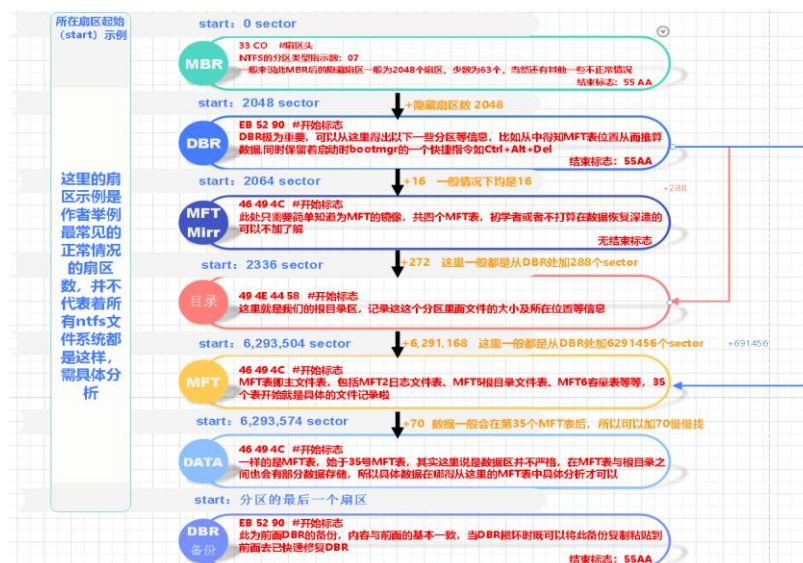 所在扇区起始
（start）示例
这里的扇
区示例是
作者举例
最常见的
正常情况
的扇区
数，并不
代表着所
有ntfs文
件系统都
是这样，
需具体分
析
start: 0 sector
MBR
33 CO #扇区头
NTFS的分区类型指示数：07
一般来说此MBR后的隐藏扇区一般为2048个扇区，少数为63个，当然还有其他一些不正常情况
结束标志：55 AA
start: 2048 sector
+隐藏扇区数 2048
DBR
EB 52 90 #开始标志
DBR极为重要，可以从这里得出以下一些分区等信息，比如从中得知MFT表位置从而推算
数据,同时保留着启动时bootmgr的一个快捷指令如Ctrl+Alt+Del
结束标志：55AA
start: 2064 sector
+16 一般情况下均是16
+288
MFT
Mirr
46 49 4C #开始标志
此处只需要简单知道为MFT的镜像，共四个MFT表，初学者或者不打算在数据恢复深造的
可以不加了解
无结束标志
start: 2336 sector
+272 这里一般都是从DBR处加288个sector
目录
49 4E 44 58 #开始标志
这里就是我们的根目录区，记录这这个分区里面文件的大小及所在位置等信息
start: 6,293,504 sector
+6,291,168 这里一般都是从DBR处加6291456个sector
+691456
MFT
46 49 4C #开始标志
MFT表即主文件表，包括MFT2日志文件表、MFT5根目录文件表、MFT6容量表等等，35
个表开始就是具体的文件记录啦
start: 6,293,574 sector
+70 数据一般会在第35个MFT表后，所以可以加70慢慢找
DATA
46 49 4C #开始标志
一样的是MFT表，始于35号MFT表，其实这里说是数据区并不严格，在MFT表与根目录之
间也会有部分数据存储，所以具体数据在哪得从这里的MFT表中具体分析才可以
start: 分区的最后一个扇区
DBR
备份
EB 52 90 #开始标志
此为前面DBR的备份，内容与前面的基本一致，当DBR损坏时既可以将此备份复制粘贴到
前面去已快速修复DBR
结束标志：55AA